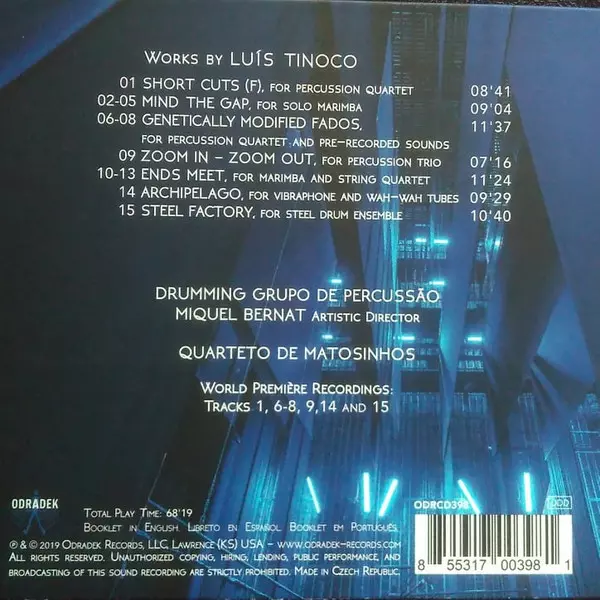 Works by Luís Tinoco
01 SHORT CUTS (F), for percussion quartet 08'41
02-05 MIND THE GAP, for solo marimba 09'04
06-08 GENETICALLY MODIFIED FADOS, 11'37
for percussion quartet and pre-recorded sounds
09 ZOOM IN – ZOOM OUT, for percussion trio 07'16
10-13 ENDS MEET, for marimba and string quartet 11'24
14 ARCHIPELAGO, for vibraphone and wah-wah tubes 09'29
15 STEEL FACTORY, for steel drum ensemble 10'40
DRUMMING GRUPO DE PERCUSSÃO
MIQUEL BERNAT Artistic Director
QUARTETO DE MATOSINHOS
World Première Recordings:
Tracks 1, 6-8, 9,14 and 15
ODRADEK
Total Play Time: 68'19
Booklet in English. Libreto en Español. Booklet em Português.
℗ & © 2019 Odradek Records, LLC, Lawrence (KS) USA – www.odradek-records.com
All rights reserved. Unauthorized copying, hiring, lending, public performance, and
broadcasting of this sound recording are strictly prohibited. Made in Czech Republic.
ODRCD398
DDD
8 55317 00398 1